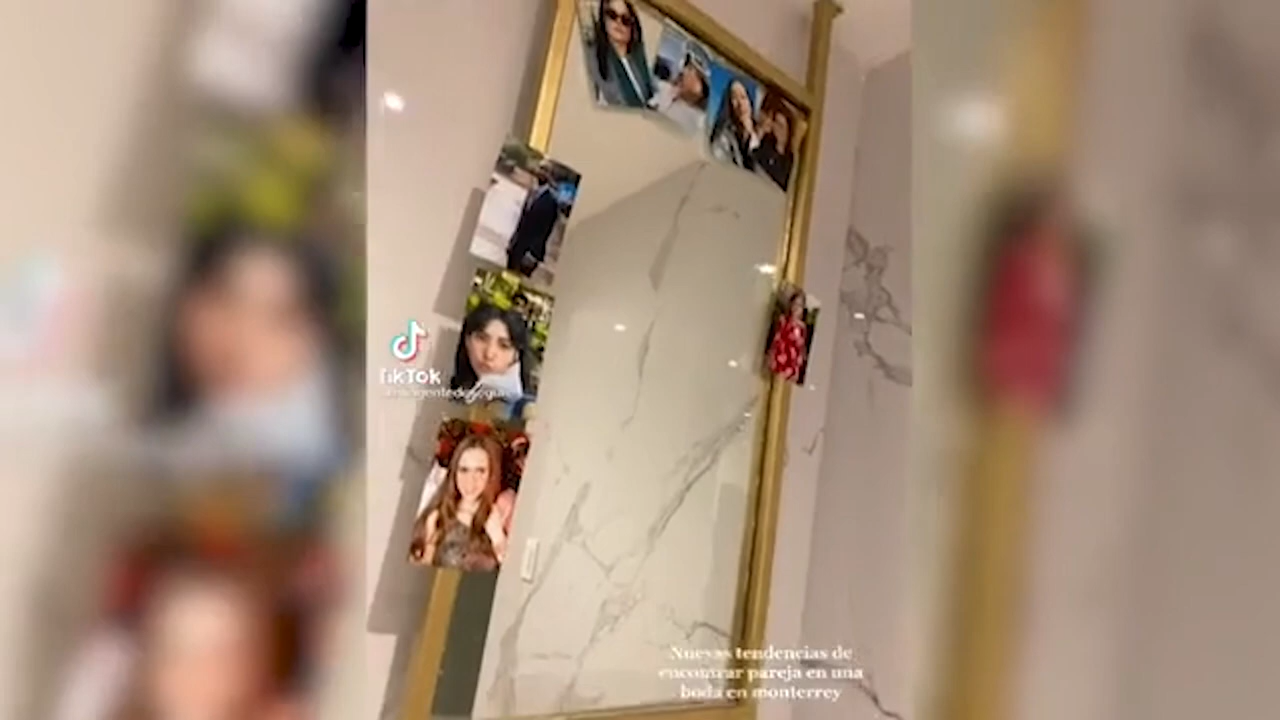 TikTok
Nuevas tendencias de
encontrar pareja en una
boda en monterrey